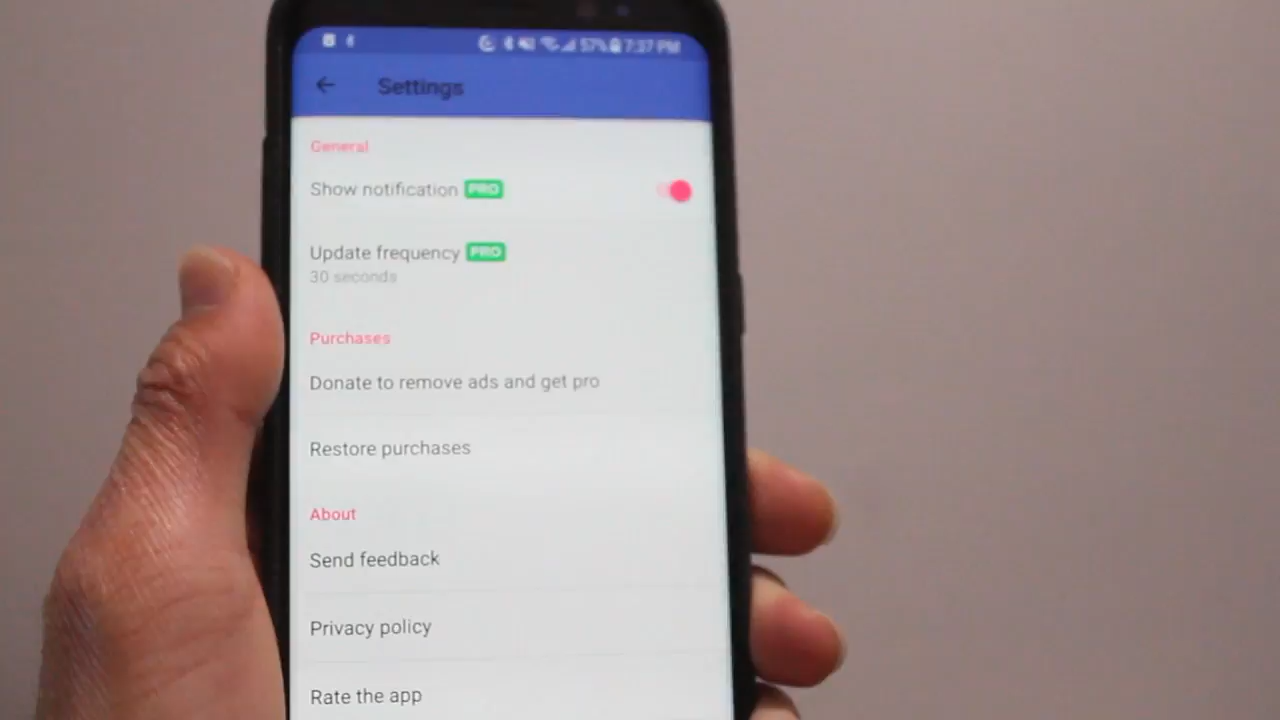 57% 7:37 PM
Settings
General
Show notification PRO
Update frequency PRO
30 seconds
Purchases
Donate to remove ads and get pro
Restore purchases
About
Send feedback
Privacy policy
Rate the app